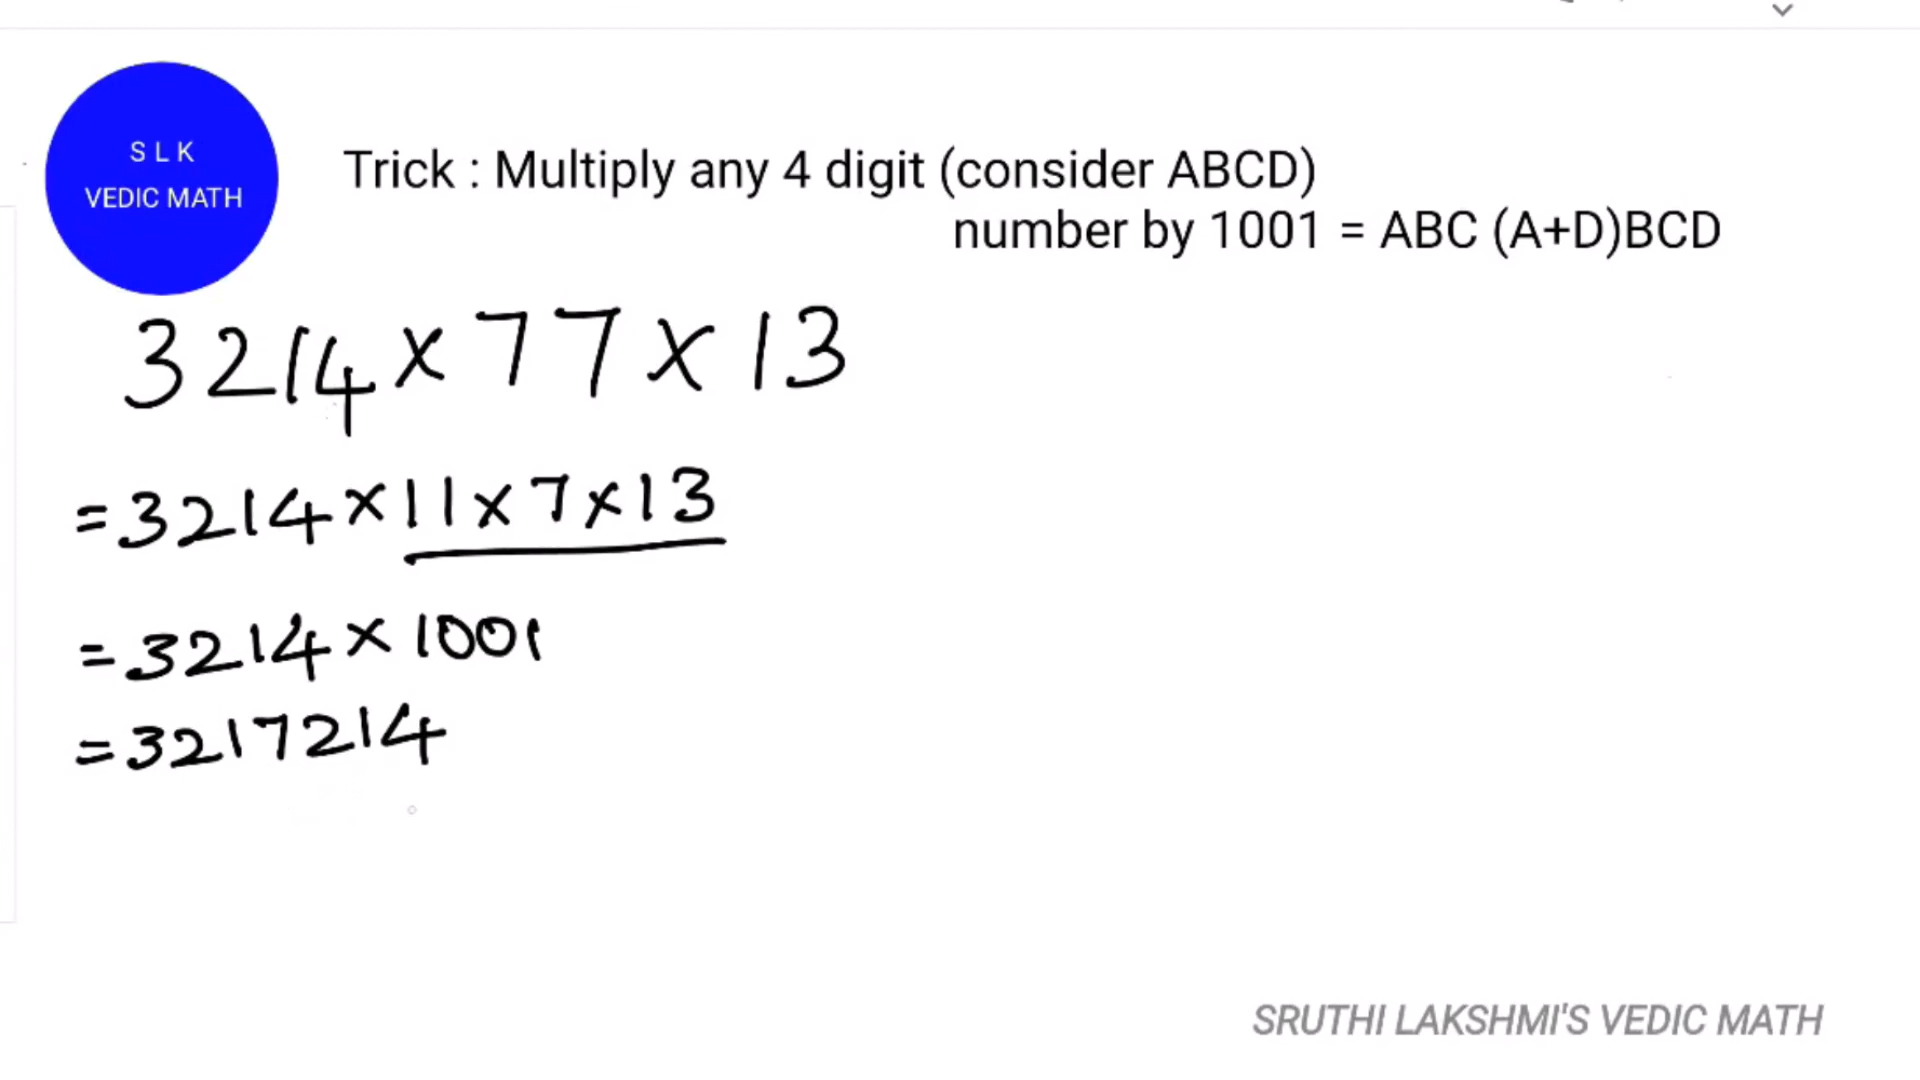 S L K
VEDIC MATH
Trick : Multiply any 4 digit (consider ABCD)
number by 1001 = ABC (A+D)BCD
3214 × 77 × 13
= 3214 × 11 × 7 × 13
= 3214 × 1001
= 3217214
SRUTHI LAKSHMI'S VEDIC MATH